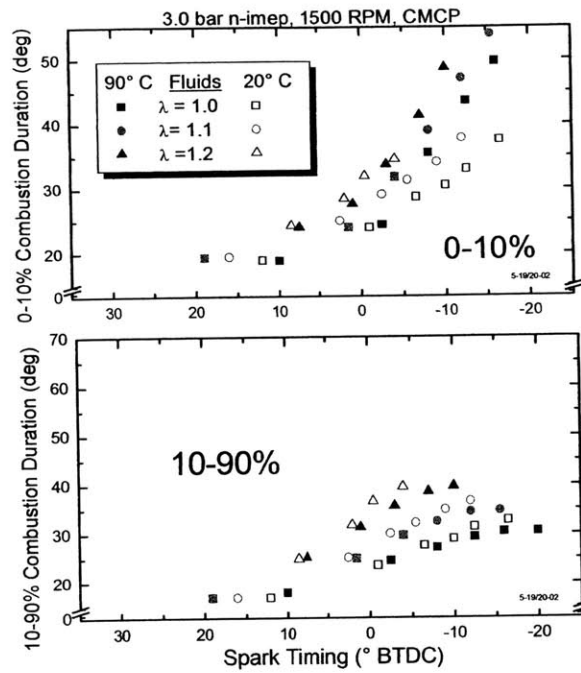 3.0 bar n-imep, 1500 RPM, CMCP
0-10% Combustion Duration (deg)
50
40
30
20
0
90° C Fluids 20° C
λ = 1.0
λ = 1.1
λ =1.2
0-10%
5-19/20-02
30 20 10 0 -10 -20
10-90% Combustion Duration (deg)
70
60
50
40
30
20
0
10-90%
5-19/20-02
30 20 10 0 -10 -20
Spark Timing (° BTDC)